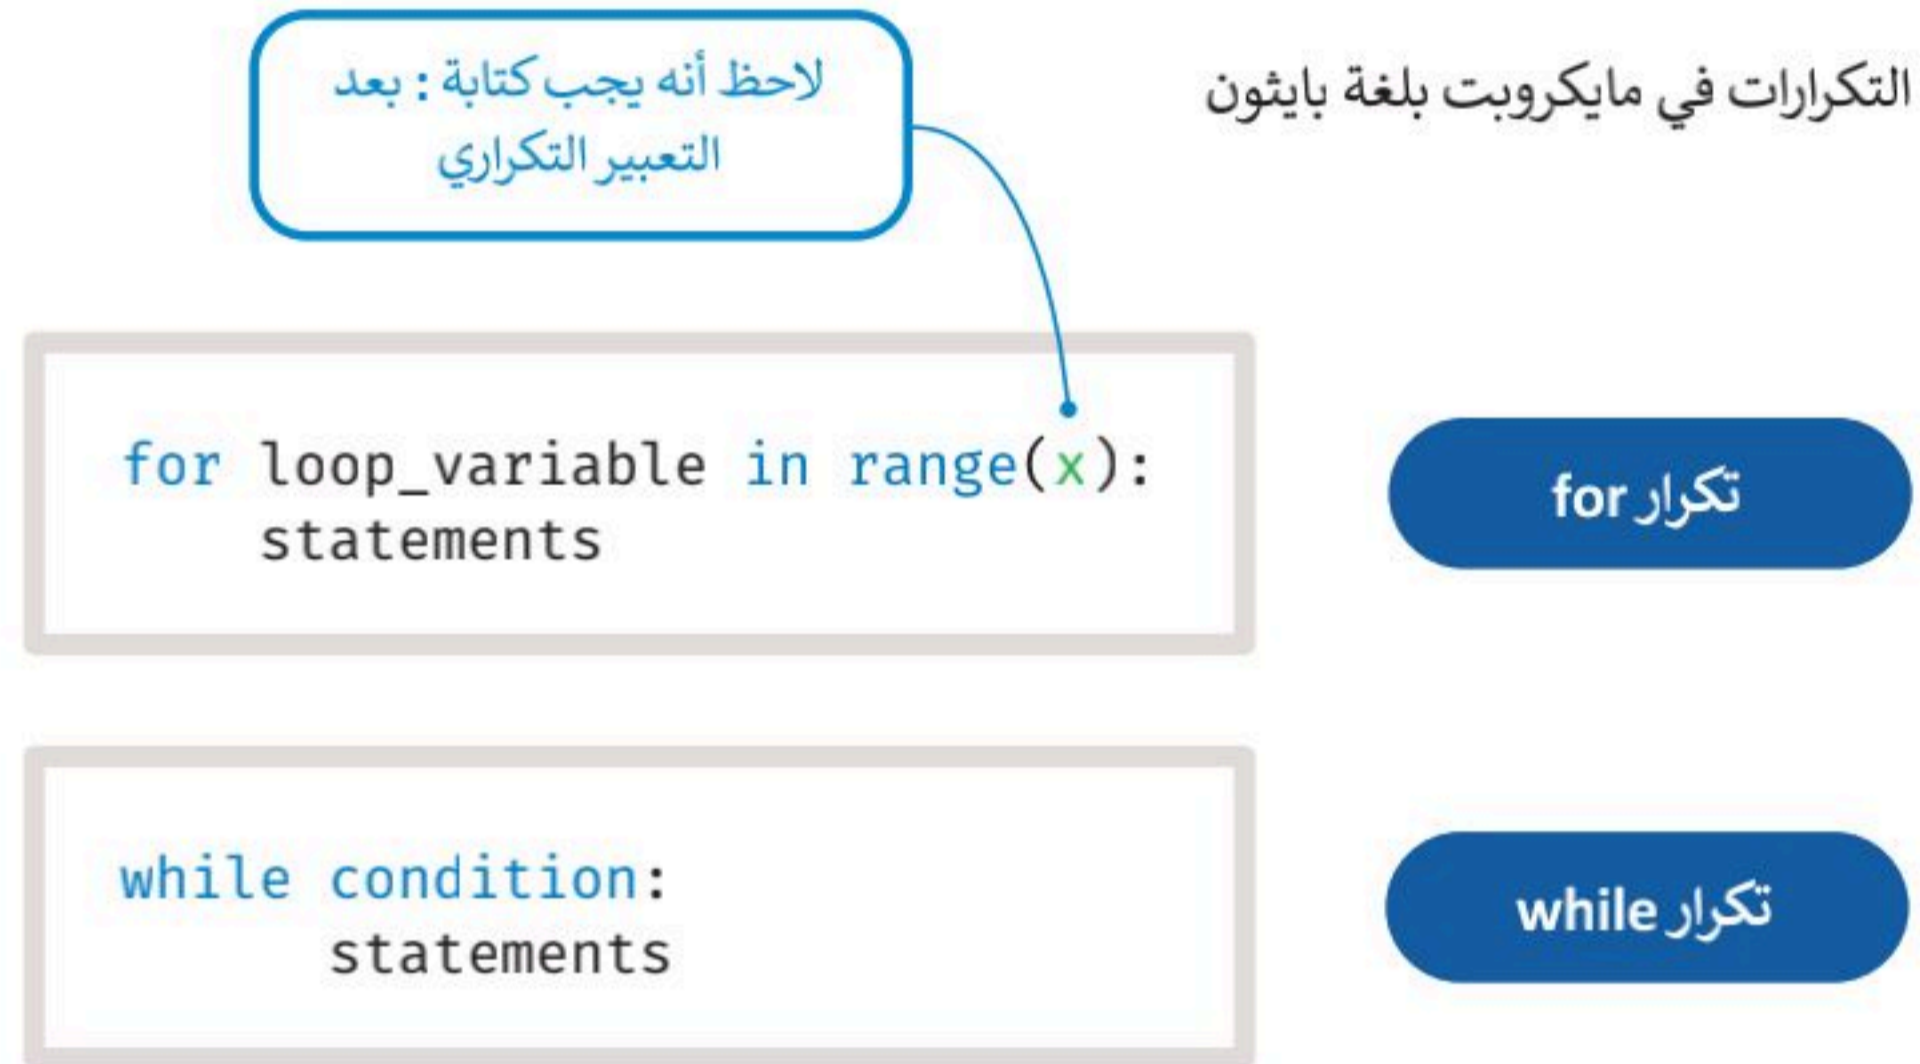 التكرارات في مايكروبت بلغة بايثون
لاحظ أنه يجب كتابة : بعد
التعبير التكراري
تكرار for
for loop_variable in range(x):
statements
تكرار while
while condition:
statements